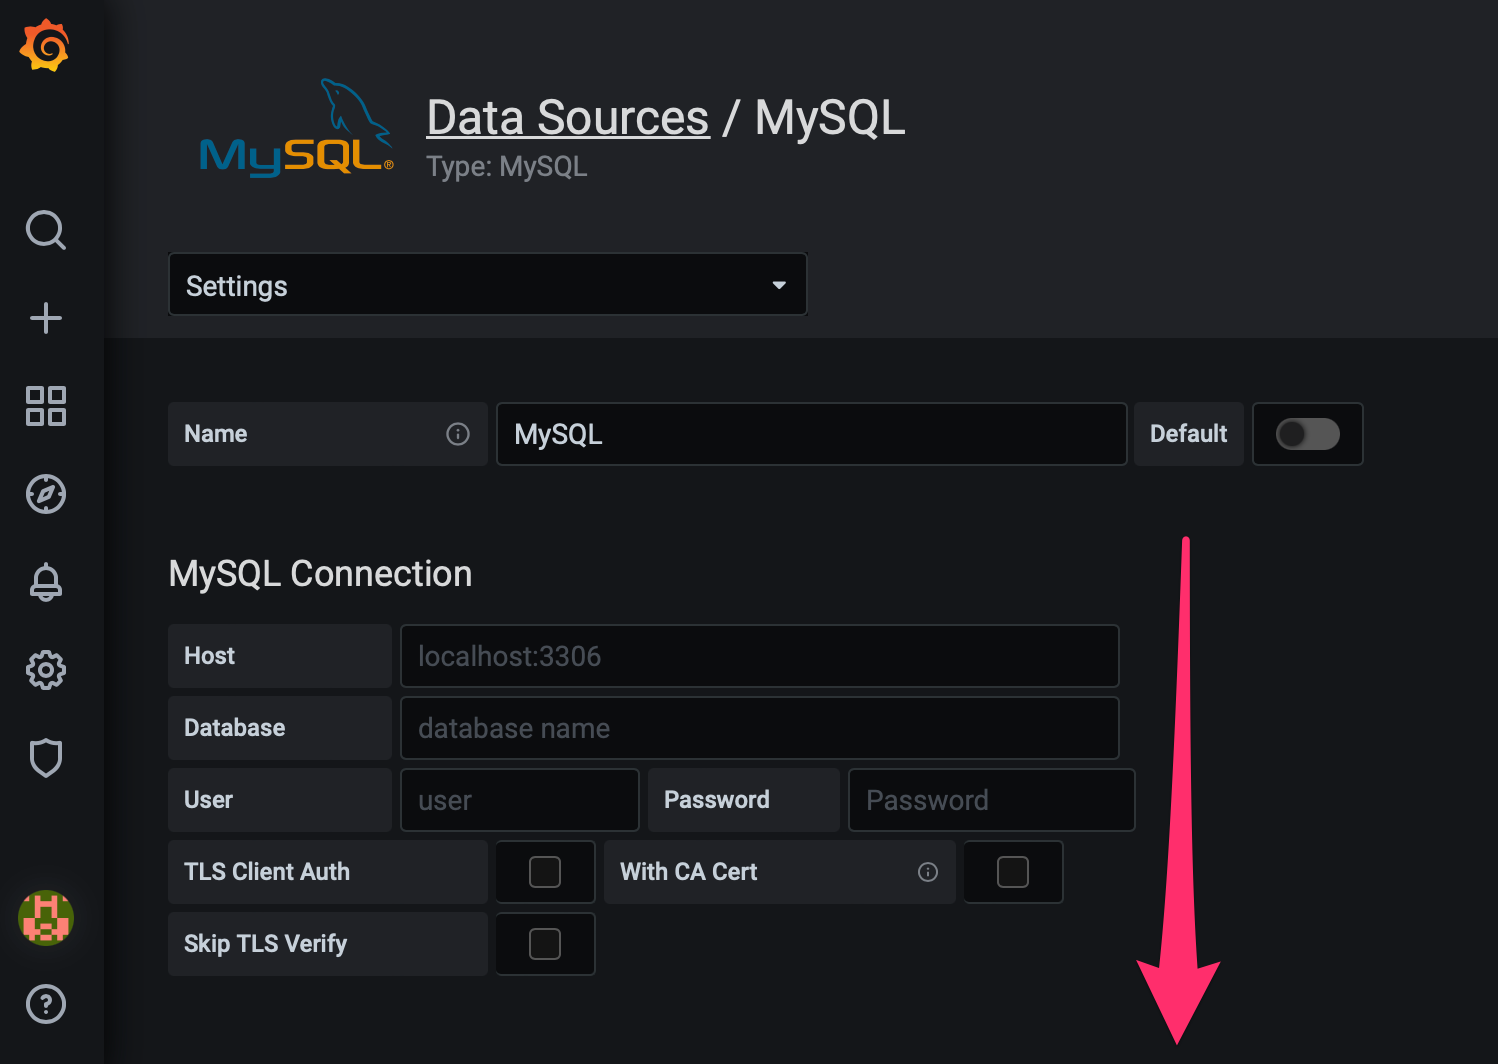 MySQL®
Data Sources / MySQL
Type: MySQL
Settings
Name MySQL Default
MySQL Connection
Host localhost:3306
Database database name
User user Password Password
TLS Client Auth With CA Cert
Skip TLS Verify